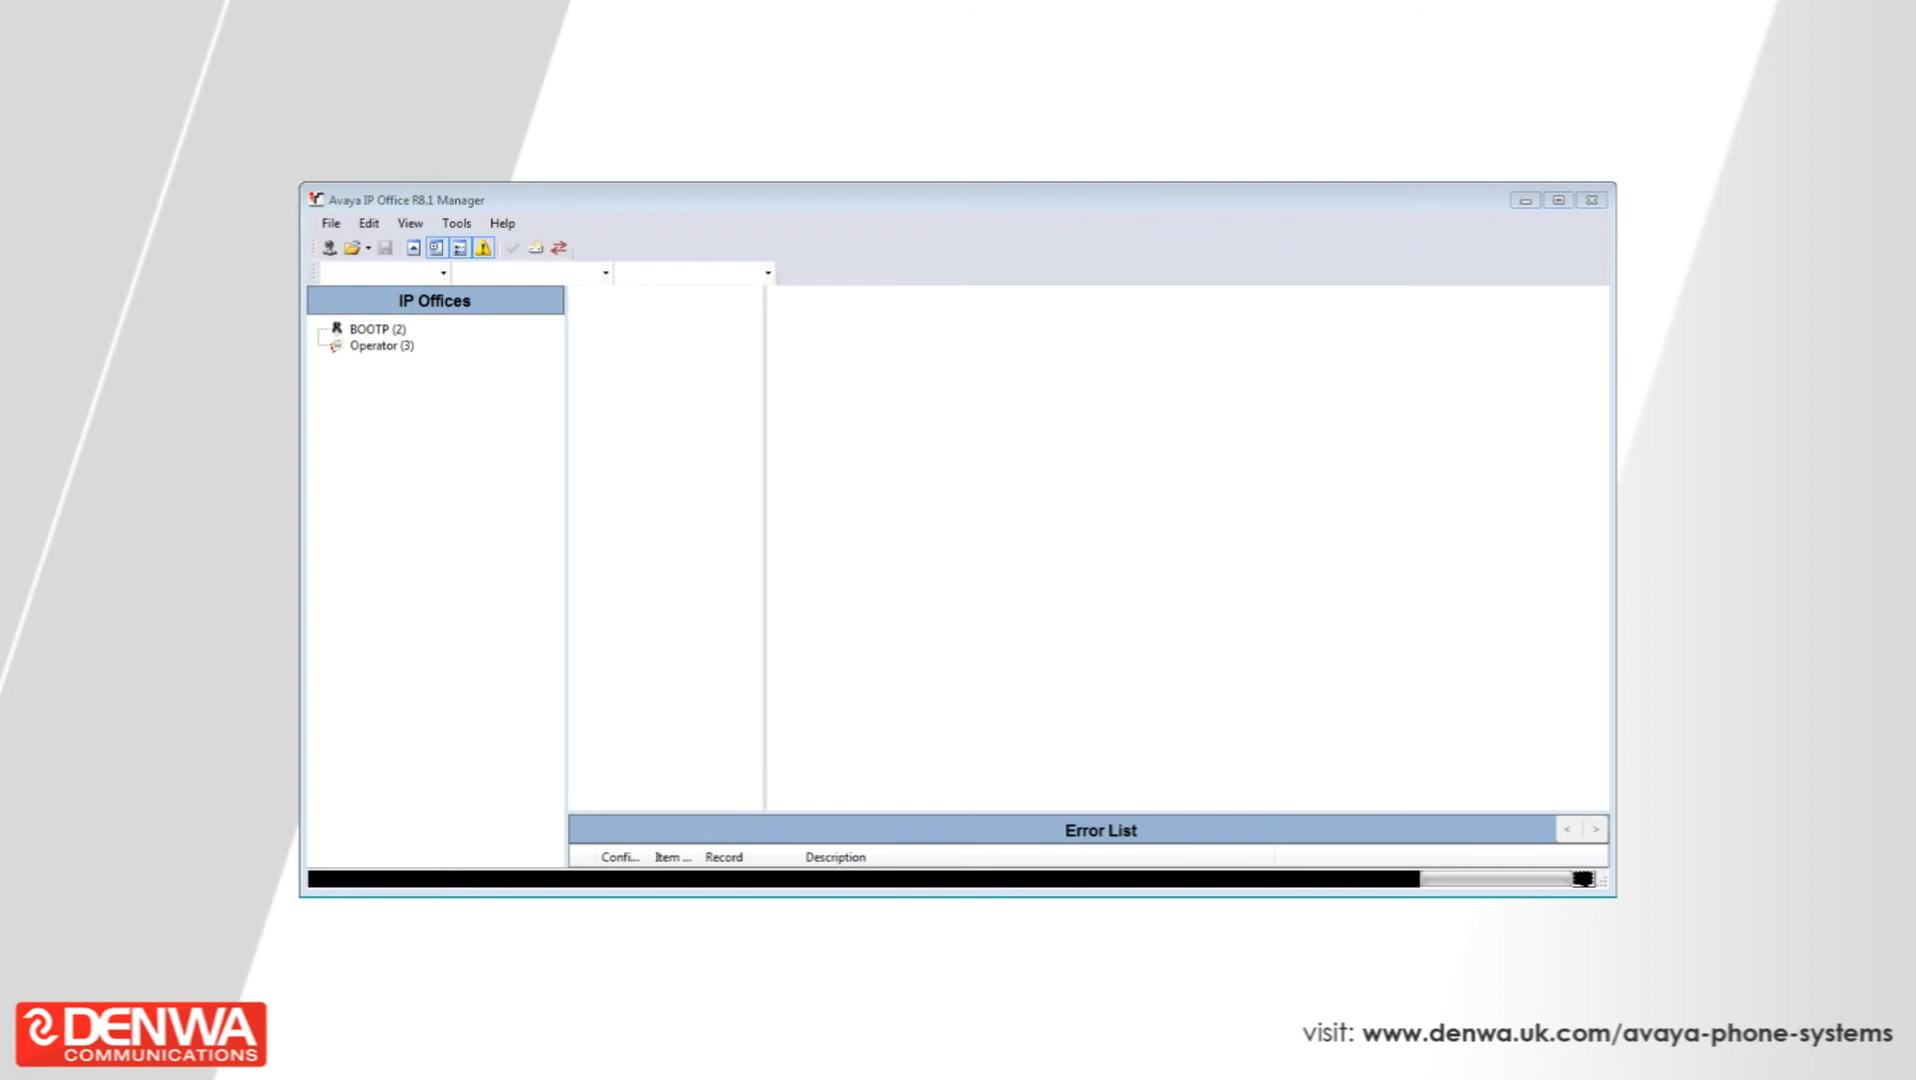 Avaya IP Office R8.1 Manager
File Edit View Tools Help
IP Offices
BOOTP (2)
Operator (3)
Error List
Confi... Item ... Record Description
DENWA
COMMUNICATIONS
visit: www.denwa.uk.com/avaya-phone-systems